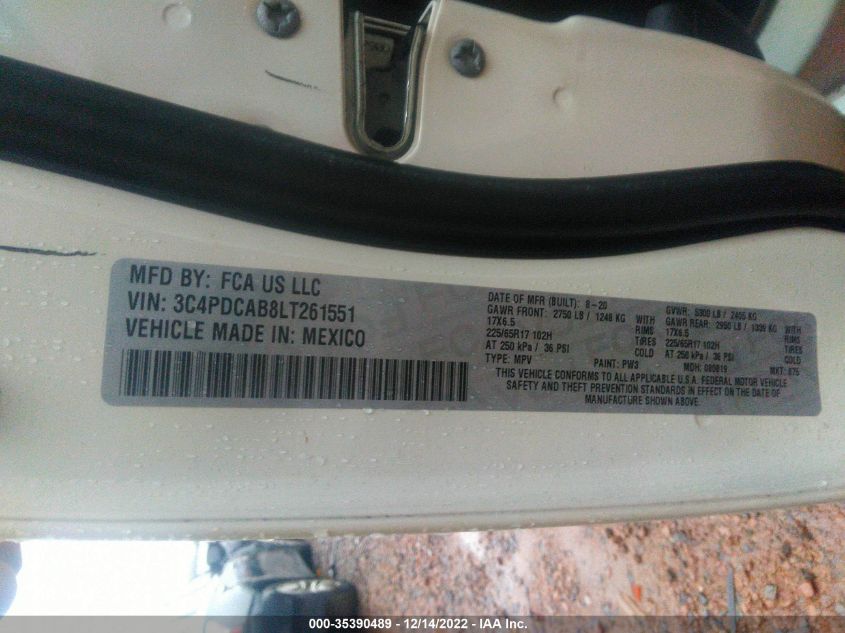 MFD BY: FCA US LLC
VIN: 3C4PDCAB8LT261551
VEHICLE MADE IN: MEXICO
DATE OF MFR (BUILT): 8-20
GVWR: 5300 LB / 2405 KG
GAWR FRONT: 2750 LB / 1248 KG WITH
17X6.5 RIMS
225/65R17 102H TIRES
AT 250 kPa / 36 PSI COLD
GAWR REAR: 2950 LB / 1339 KG WITH
17X6.5 RIMS
225/65R17 102H TIRES
AT 250 kPa / 36 PSI COLD
TYPE: MPV PAINT: PW3 MDH: 080819 MKT: 875
THIS VEHICLE CONFORMS TO ALL APPLICABLE U.S.A. FEDERAL MOTOR VEHICLE
SAFETY AND THEFT PREVENTION STANDARDS IN EFFECT ON THE DATE OF
MANUFACTURE SHOWN ABOVE.
000-35390489 - 12/14/2022 - IAA Inc.